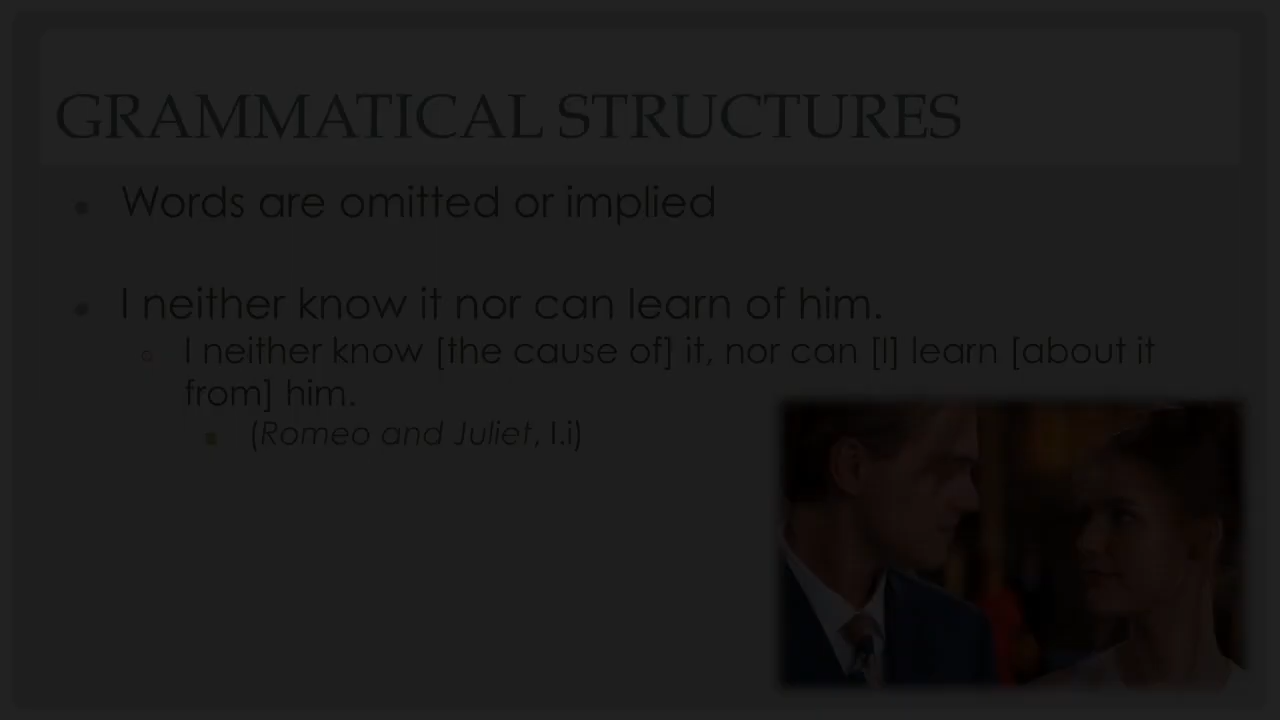 GRAMMATICAL STRUCTURES
Words are omitted or implied
I neither know it nor can learn of him.
I neither know [the cause of] it, nor can [I] learn [about it
from] him.
(Romeo and Juliet, I.i)